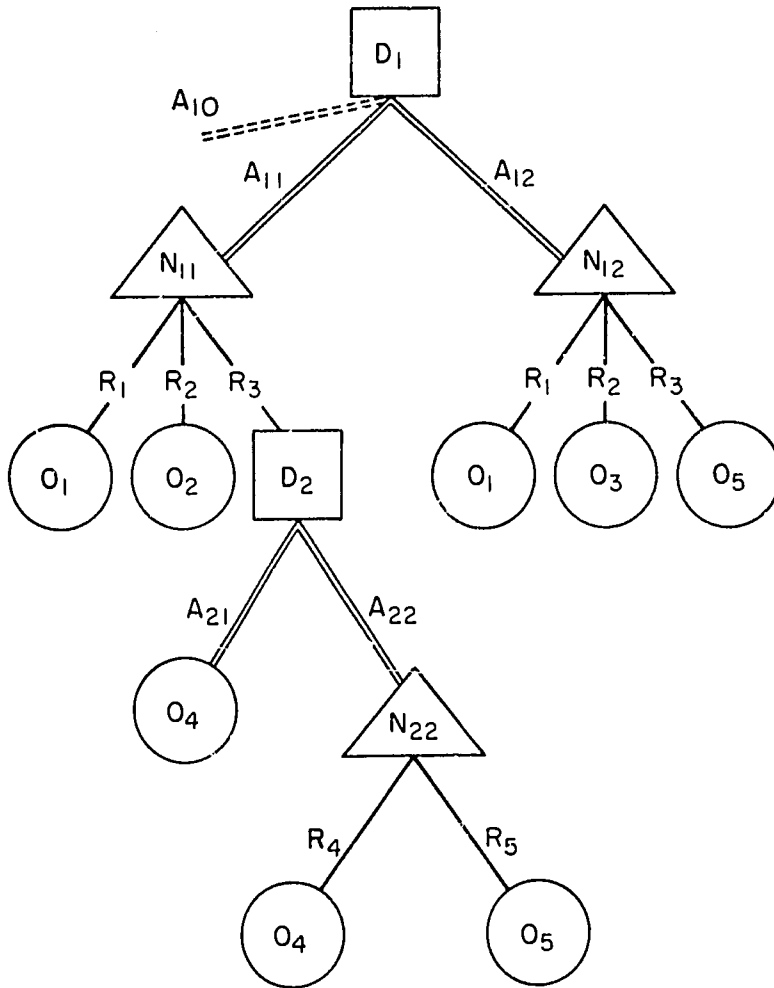 D₁
A₁₀
A₁₁ A₁₂
N₁₁ N₁₂
R₁ R₂ R₃ R₁ R₂ R₃
O₁ O₂ D₂ O₁ O₃ O₅
A₂₁ A₂₂
O₄ N₂₂
R₄ R₅
O₄ O₅